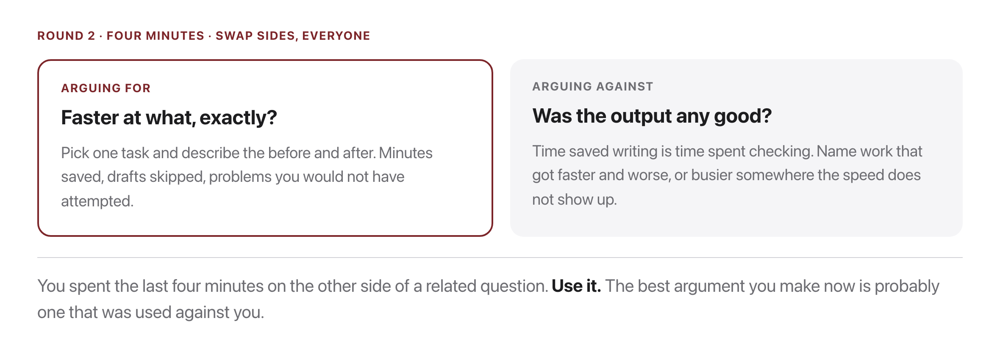 ROUND 2 · FOUR MINUTES · SWAP SIDES, EVERYONE
ARGUING FOR
Faster at what, exactly?
Pick one task and describe the before and after. Minutes
saved, drafts skipped, problems you would not have
attempted.
ARGUING AGAINST
Was the output any good?
Time saved writing is time spent checking. Name work that
got faster and worse, or busier somewhere the speed does
not show up.
You spent the last four minutes on the other side of a related question. Use it. The best argument you make now is probably
one that was used against you.